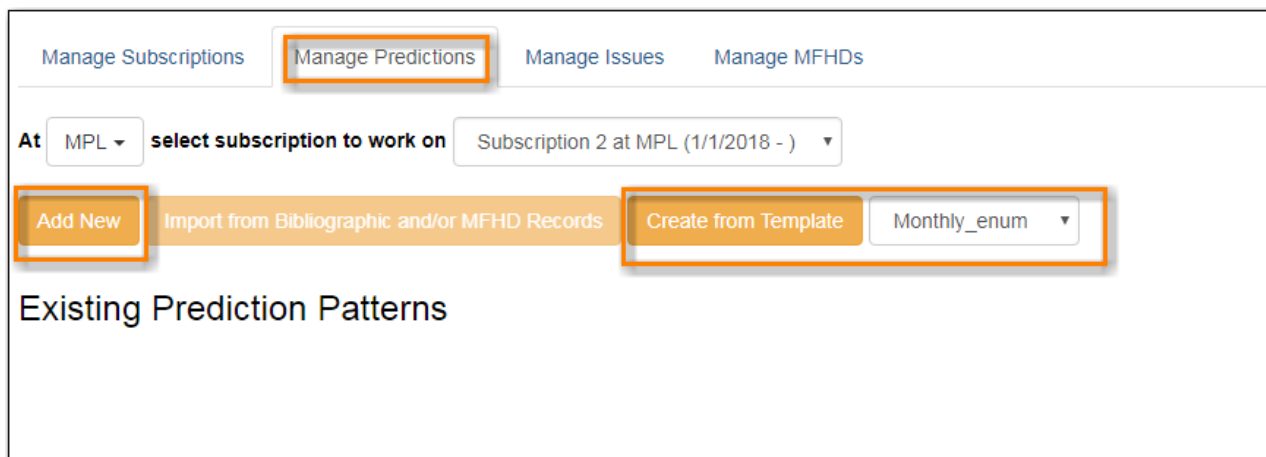 Manage Subscriptions Manage Predictions Manage Issues Manage MFHDs
At MPL select subscription to work on Subscription 2 at MPL (1/1/2018 - )
Add New Import from Bibliographic and/or MFHD Records Create from Template Monthly_enum
Existing Prediction Patterns